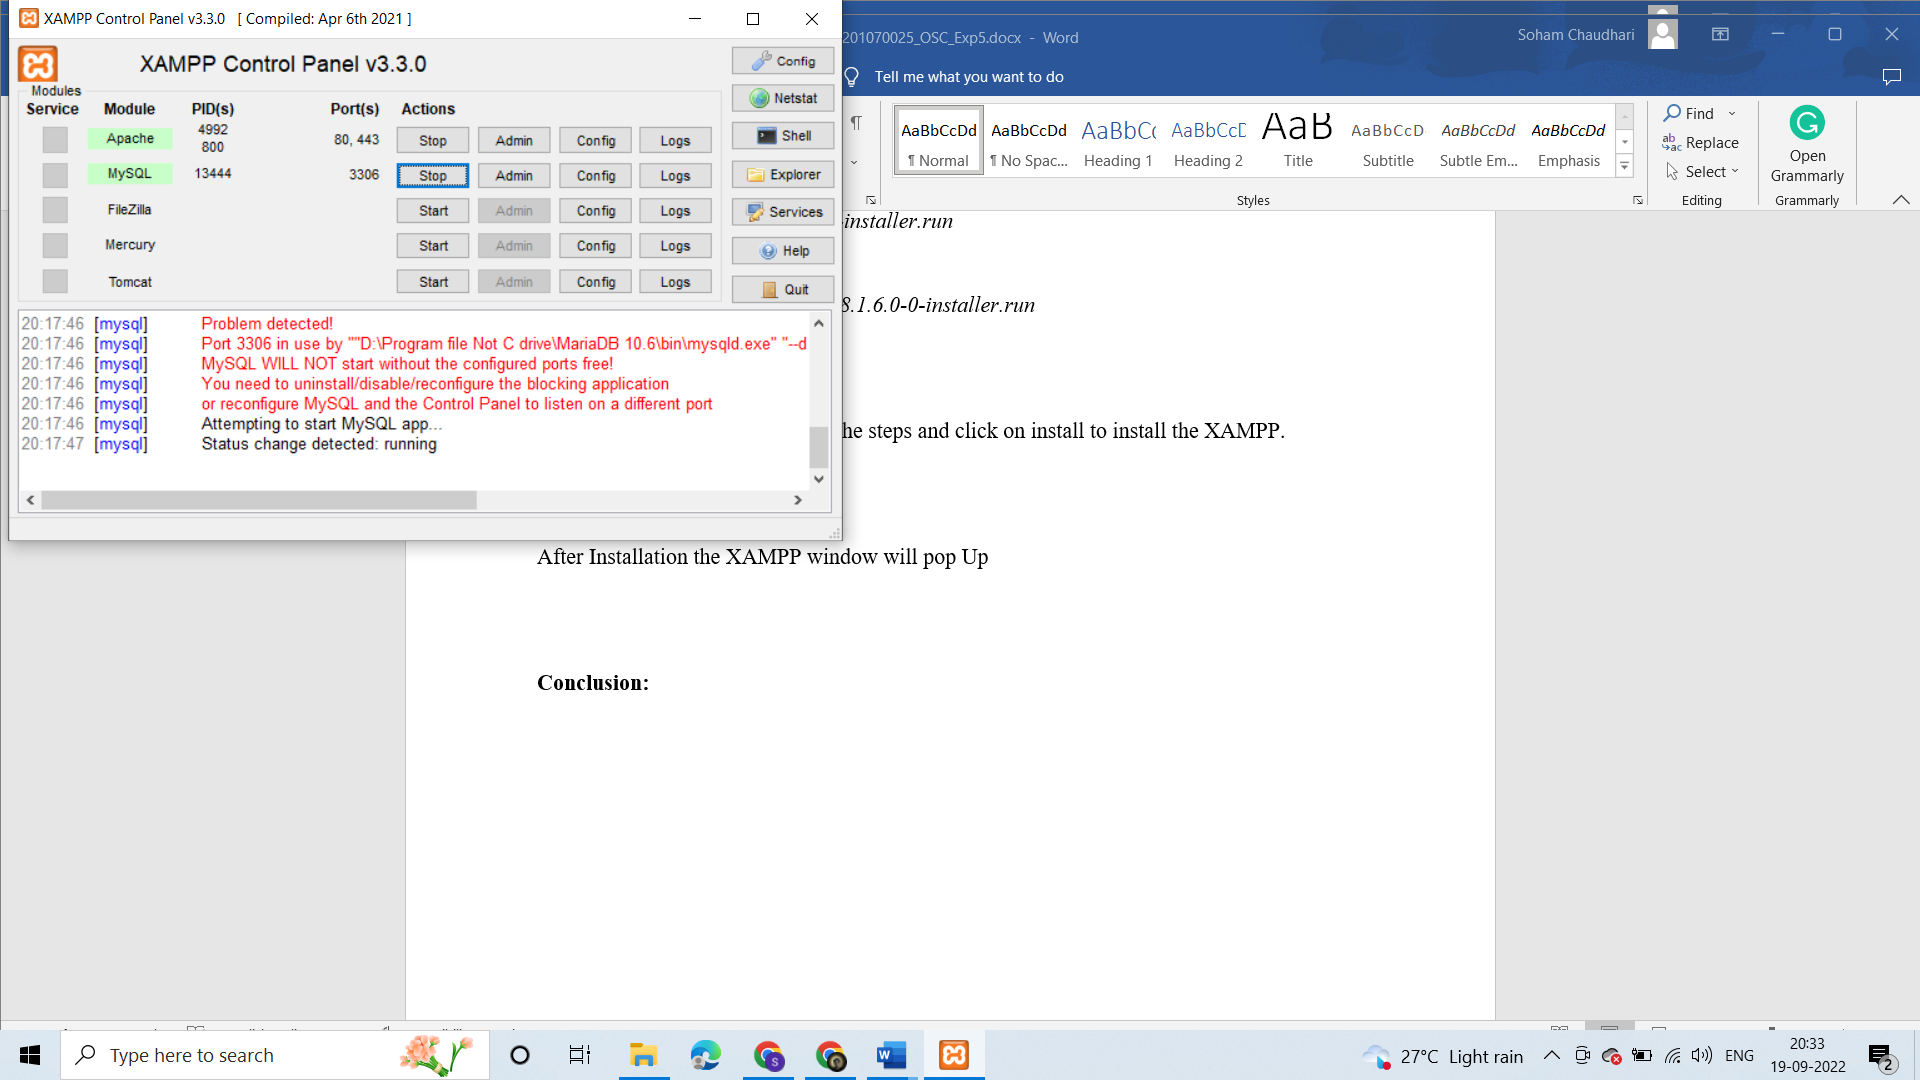 XAMPP Control Panel v3.3.0 [ Compiled: Apr 6th 2021 ]
XAMPP Control Panel v3.3.0
Config
Modules
Service Module PID(s) Port(s) Actions
Netstat
Apache 4992 800 80, 443 Stop Admin Config Logs
Shell
MySQL 13444 3306 Stop Admin Config Logs
Explorer
FileZilla Start Admin Config Logs
Services
Mercury Start Admin Config Logs
Help
Tomcat Start Admin Config Logs
Quit
20:17:46 [mysql] Problem detected!
20:17:46 [mysql] Port 3306 in use by ""D:\Program file Not C drive\MariaDB 10.6\bin\mysqld.exe" "--d
20:17:46 [mysql] MySQL WILL NOT start without the configured ports free!
20:17:46 [mysql] You need to uninstall/disable/reconfigure the blocking application
20:17:46 [mysql] or reconfigure MySQL and the Control Panel to listen on a different port
20:17:46 [mysql] Attempting to start MySQL app...
20:17:47 [mysql] Status change detected: running
201070025_OSC_Exp5.docx - Word
Soham Chaudhari
Tell me what you want to do
AaBbCcDd AaBbCcDd AaBbCc AaBbCcE AaB AaBbCcD AaBbCcDd AaBbCcDd
¶ Normal ¶ No Spac... Heading 1 Heading 2 Title Subtitle Subtle Em... Emphasis
Styles
Find
Replace
Select
Editing
Open
Grammarly
Grammarly
-installer.run
8.1.6.0-0-installer.run
he steps and click on install to install the XAMPP.
After Installation the XAMPP window will pop Up
Conclusion:
Type here to search
27°C Light rain
ENG
20:33
19-09-2022
2